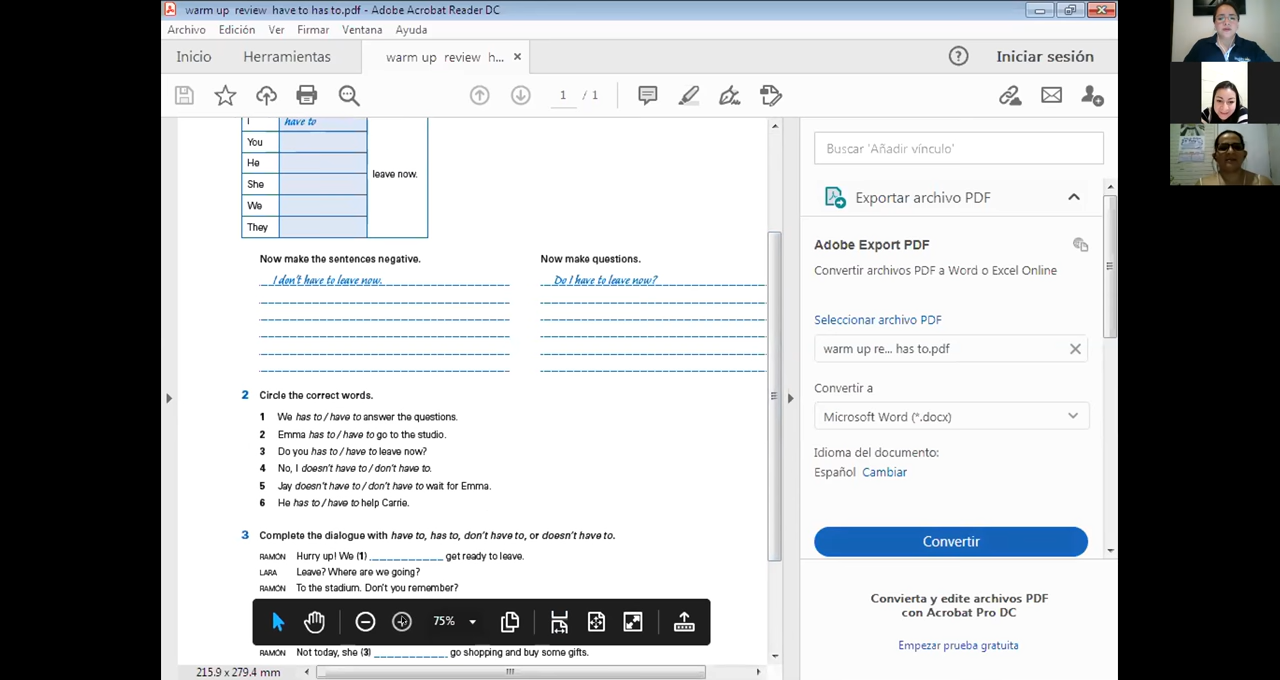 warm up review have to has to.pdf - Adobe Acrobat Reader DC
Archivo Edición Ver Firmar Ventana Ayuda
Inicio Herramientas warm up review h... × Iniciar sesión
1 / 1
I have to
You
He
She
We
They
leave now.
Now make the sentences negative.
I don't have to leave now.
Now make questions.
Do I have to leave now?
2 Circle the correct words.
1 We has to / have to answer the questions.
2 Emma has to / have to go to the studio.
3 Do you has to / have to leave now?
4 No, I doesn't have to / don't have to.
5 Jay doesn't have to / don't have to wait for Emma.
6 He has to / have to help Carrie.
3 Complete the dialogue with have to, has to, don't have to, or doesn't have to.
RAMÓN Hurry up! We (1) __________ get ready to leave.
LARA Leave? Where are we going?
RAMÓN To the stadium. Don't you remember?
75%
RAMÓN Not today, she (3) __________ go shopping and buy some gifts.
215.9 x 279.4 mm
Buscar 'Añadir vínculo'
Exportar archivo PDF
Adobe Export PDF
Convertir archivos PDF a Word o Excel Online
Seleccionar archivo PDF
warm up re... has to.pdf
Convertir a
Microsoft Word (*.docx)
Idioma del documento:
Español Cambiar
Convertir
Convierta y edite archivos PDF
con Acrobat Pro DC
Empezar prueba gratuita